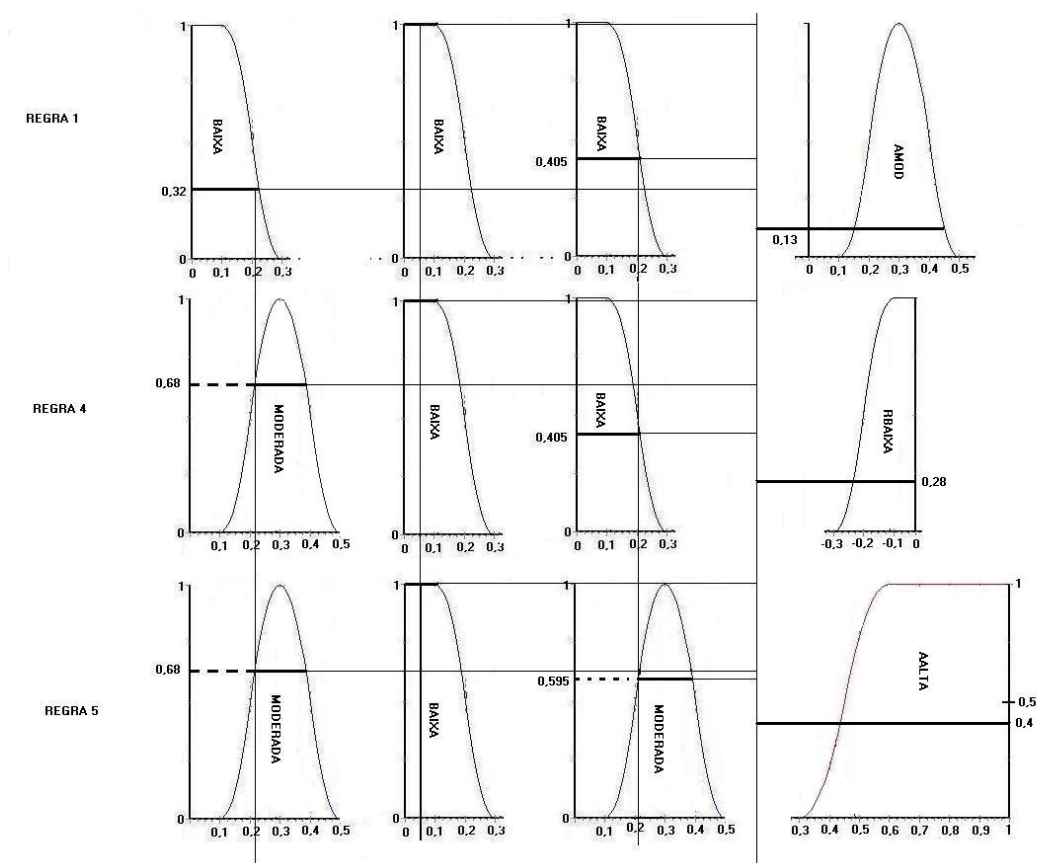 1 1 1 1
REGRA 1
BAIXA BAIXA BAIXA AMOD
0,405
0,32
0,13
0 0 0 0
0 0,1 0,2 0,3 0 0,1 0,2 0,3 0 0,1 0,2 0,3 0 0,1 0,2 0,3 0,4 0,5
1 1 1 1
0,68
REGRA 4
MODERADA BAIXA BAIXA RBAIXA
0,405
0,28
0 0 0
0,1 0,2 0,3 0,4 0,5 0 0,1 0,2 0,3 0 0,1 0,2 0,3 -0,3 -0,2 -0,1 0
1 1 1 1
0,68
0,595
REGRA 5
MODERADA BAIXA MODERADA AALTA
0,5
0,4
0 0 0
0 0,1 0,2 0,3 0,4 0,5 0 0,1 0,2 0,3 0 0,1 0,2 0,3 0,4 0,5 0,3 0,4 0,5 0,6 0,7 0,8 0,9 1